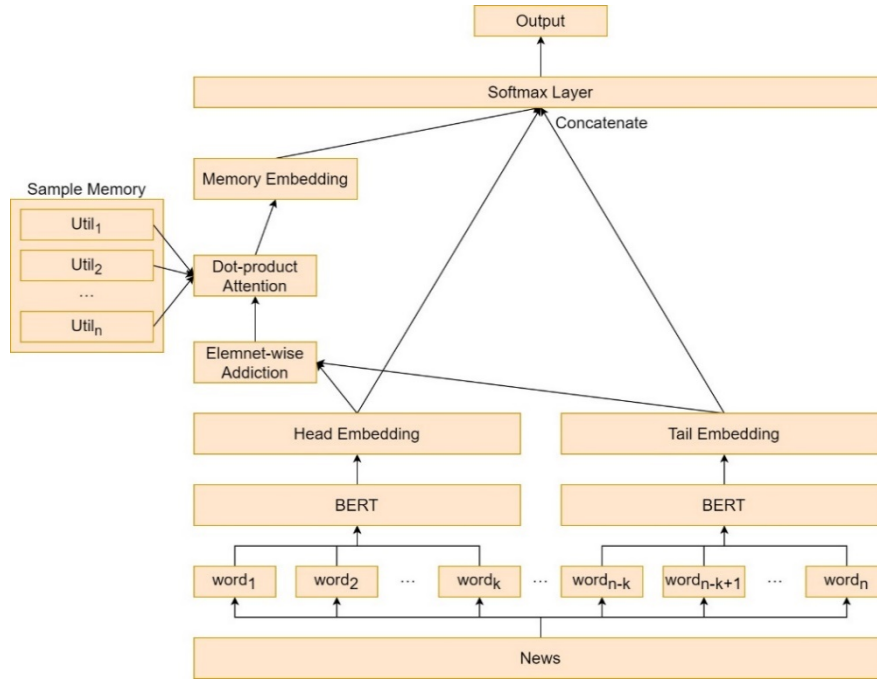 Output
Softmax Layer
Concatenate
Memory Embedding
Sample Memory
Util₁
Util₂
...
Utilₙ
Dot-product
Attention
Elemnet-wise
Addiction
Head Embedding
Tail Embedding
BERT
BERT
word₁
word₂
...
wordₖ
...
wordₙ₋ₖ
wordₙ₋ₖ₊₁
...
wordₙ
News